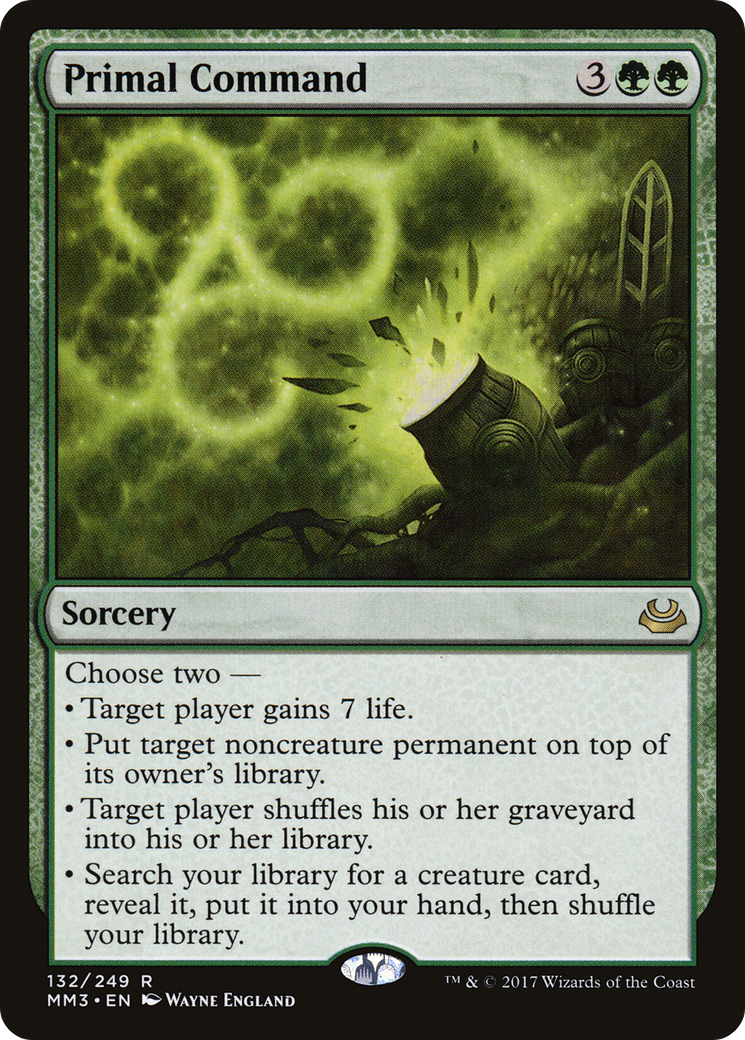 Primal Command 3
Sorcery
Choose two —
• Target player gains 7 life.
• Put target noncreature permanent on top of
its owner's library.
• Target player shuffles his or her graveyard
into his or her library.
• Search your library for a creature card,
reveal it, put it into your hand, then shuffle
your library.
132/249 R
MM3 • EN Wayne England
™ & © 2017 Wizards of the Coast